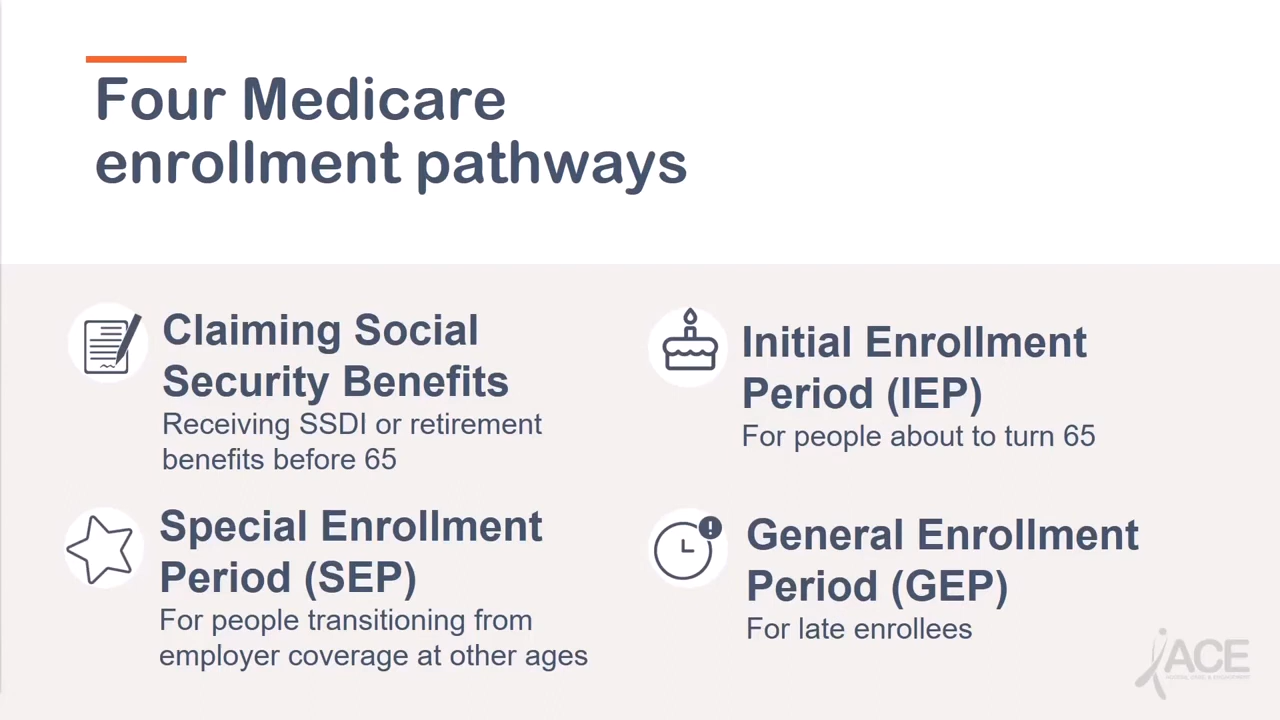 Four Medicare
enrollment pathways
Claiming Social
Security Benefits
Receiving SSDI or retirement
benefits before 65
Initial Enrollment
Period (IEP)
For people about to turn 65
Special Enrollment
Period (SEP)
For people transitioning from
employer coverage at other ages
General Enrollment
Period (GEP)
For late enrollees
ACE